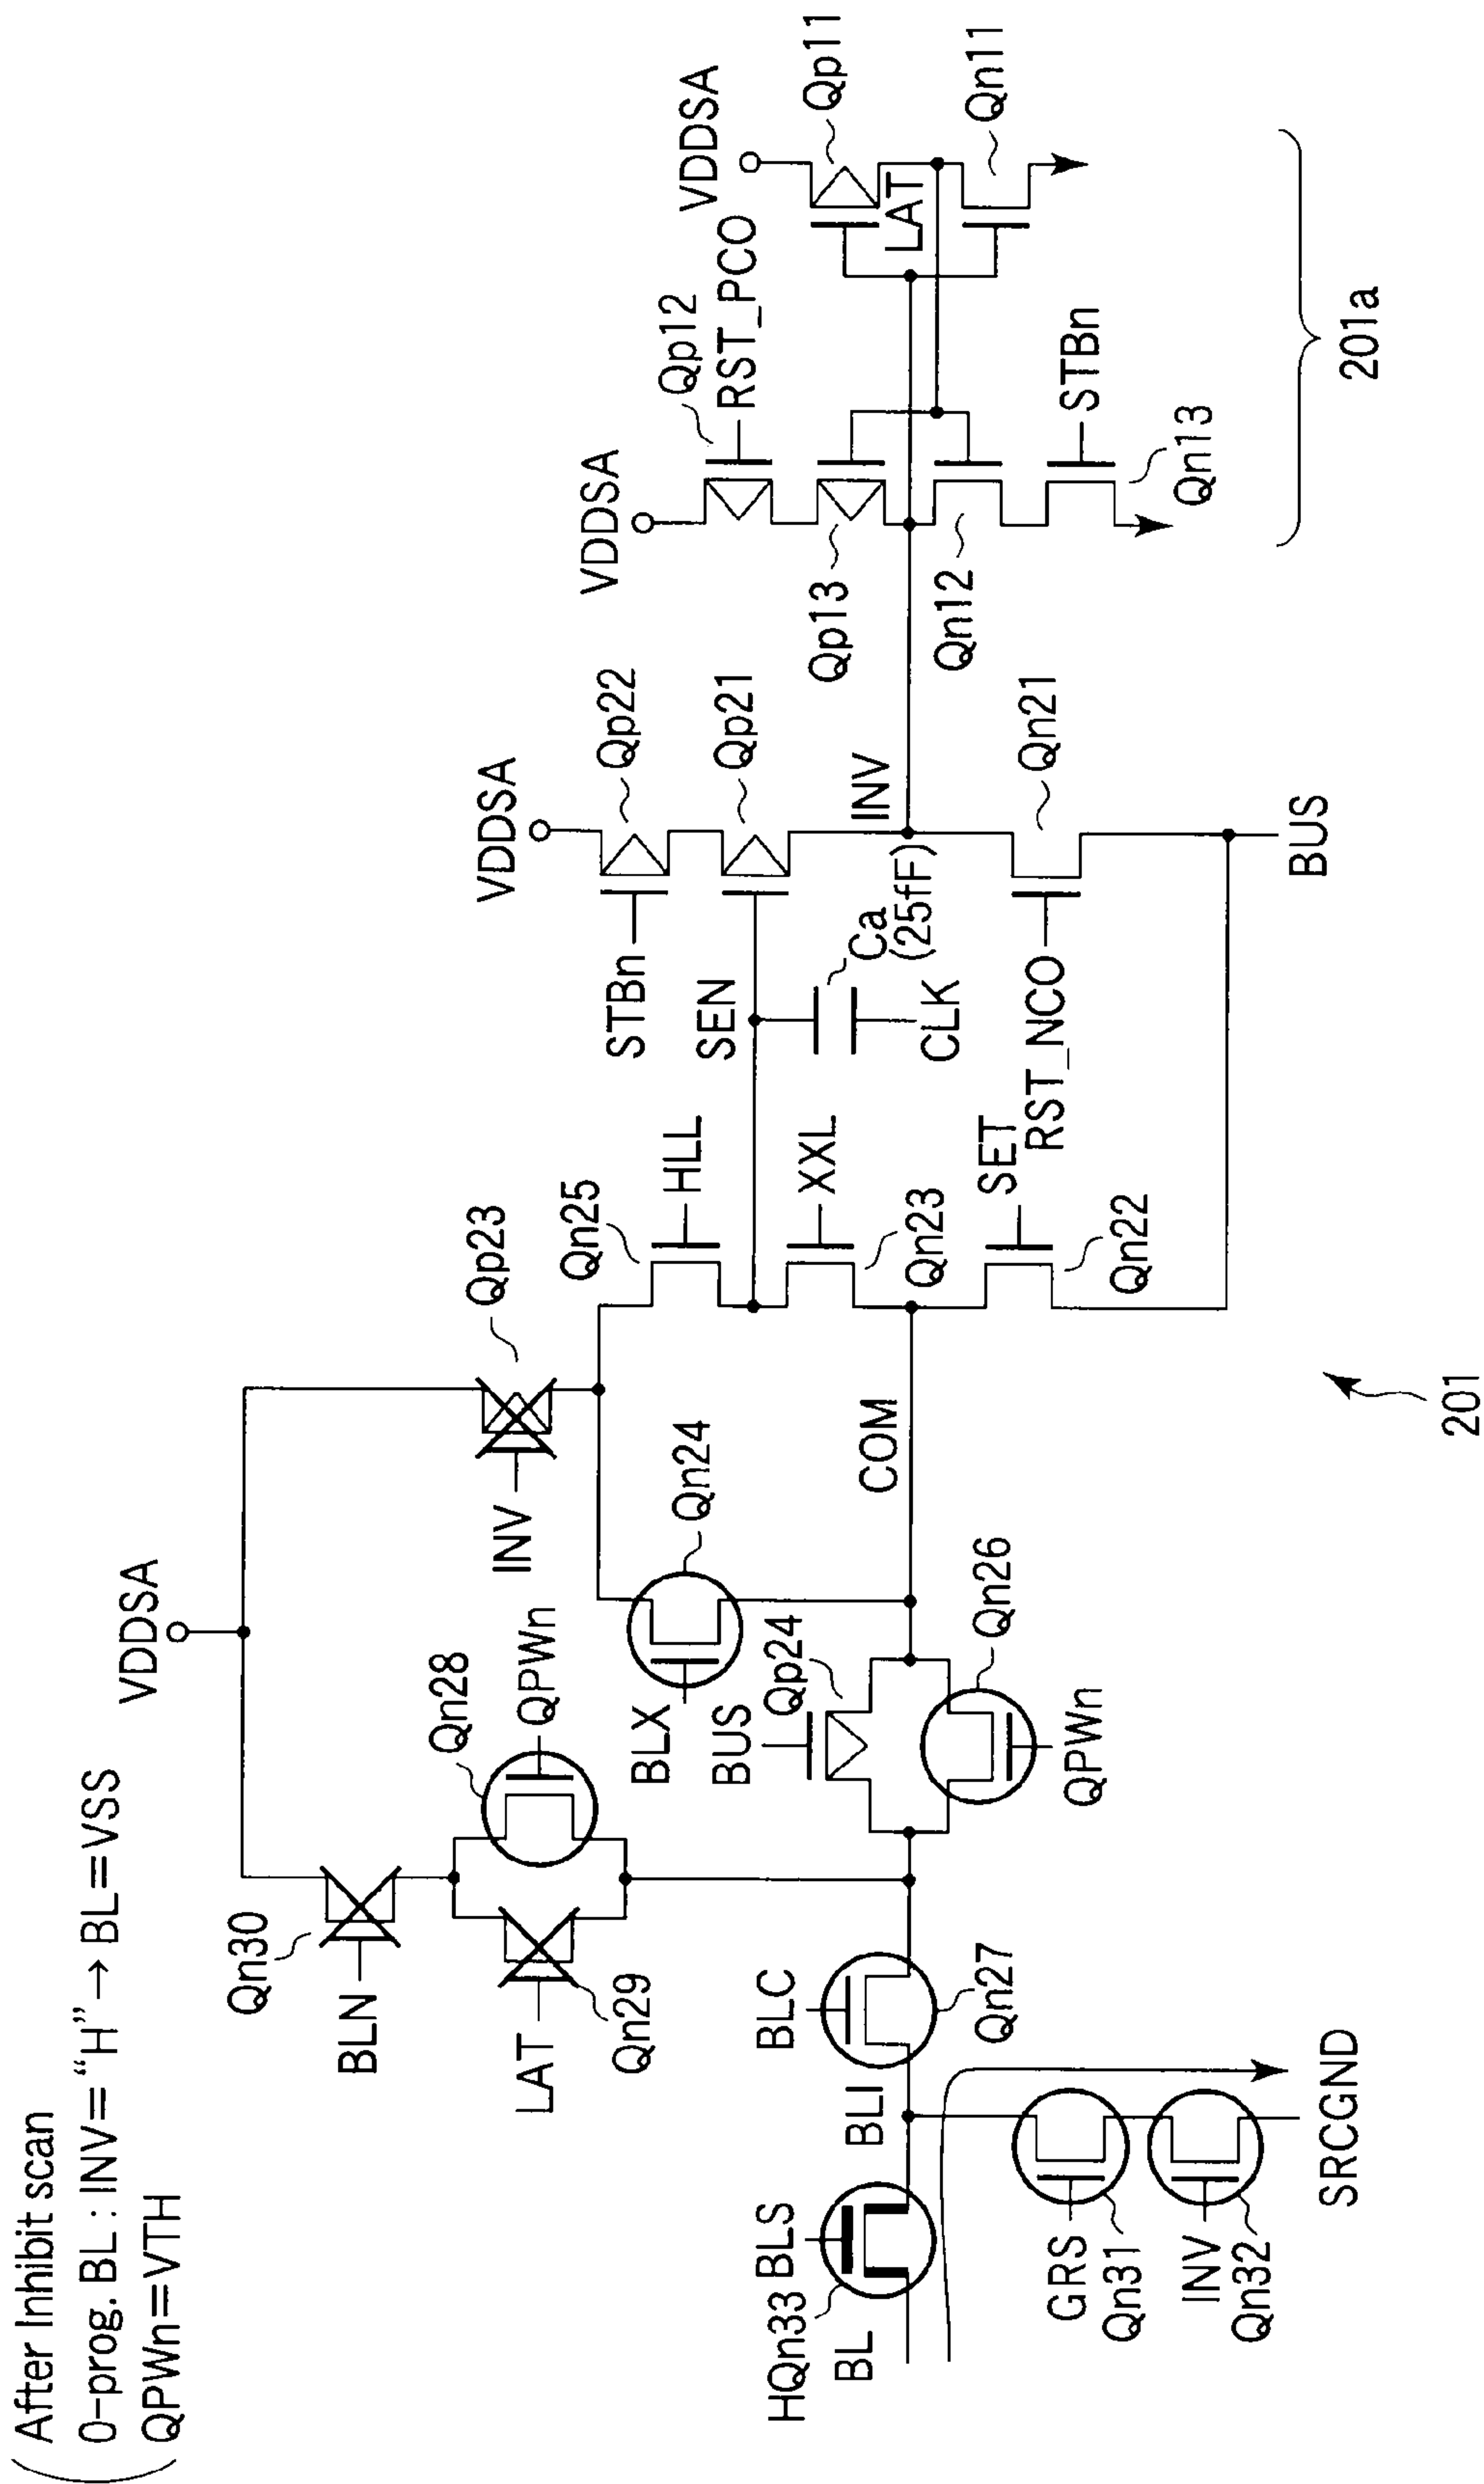 After Inhibit scan
0-prog. BL: INV="H"→BL=VSS
QPWn=VTH
VDDSA
Qn30
BLN
Qn28
QPWn
LAT
Qn29
Qp23
INV
BLX
Qn24
Qn25
HLL
XXL
Qn23
SET
Qn22
COM
BUS
Qp24
Qn26
QPWn
BLC
Qn27
BLI
BLS
HQn33
BL
GRS
Qn31
INV
Qn32
SRCGND
VDDSA
Qp22
STBn
Qp21
SEN
Ca
(25fF)
CLK
INV
Qn21
RST_NCO
BUS
VDDSA
Qp12
RST_PCO
Qp13
Qn12
STBn
Qn13
VDDSA
Qp11
LAT
Qn11
201a
201